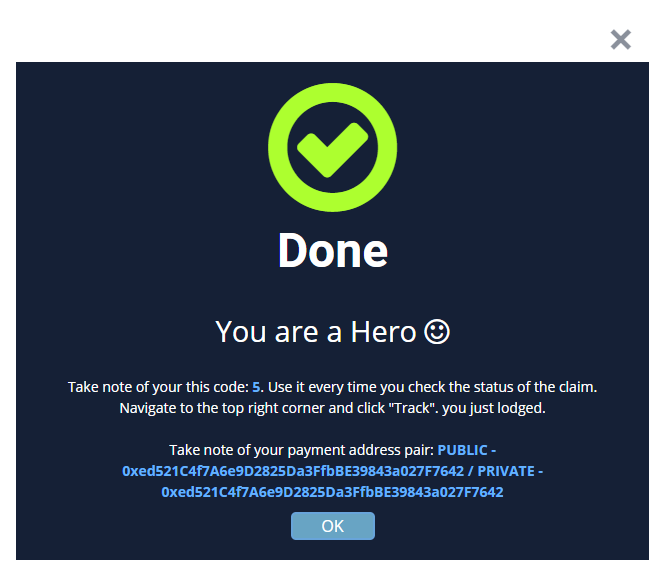 Done
You are a Hero
Take note of your this code: 5. Use it every time you check the status of the claim.
Navigate to the top right corner and click "Track". you just lodged.
Take note of your payment address pair: PUBLIC -
0xed521C4f7A6e9D2825Da3FfbBE39843a027F7642 / PRIVATE -
0xed521C4f7A6e9D2825Da3FfbBE39843a027F7642
OK